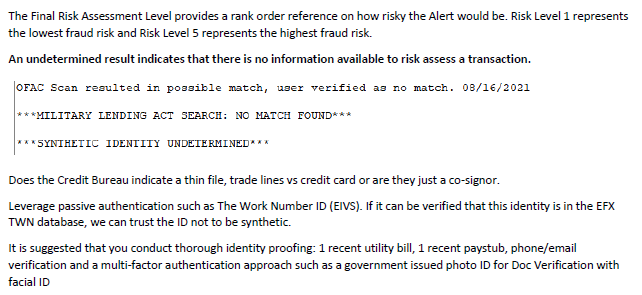 The Final Risk Assessment Level provides a rank order reference on how risky the Alert would be. Risk Level 1 represents
the lowest fraud risk and Risk Level 5 represents the highest fraud risk.
An undetermined result indicates that there is no information available to risk assess a transaction.
OFAC Scan resulted in possible match, user verified as no match. 08/16/2021
***MILITARY LENDING ACT SEARCH: NO MATCH FOUND***
***SYNTHETIC IDENTITY UNDETERMINED***
Does the Credit Bureau indicate a thin file, trade lines vs credit card or are they just a co-signor.
Leverage passive authentication such as The Work Number ID (EIVS). If it can be verified that this identity is in the EFX
TWN database, we can trust the ID not to be synthetic.
It is suggested that you conduct thorough identity proofing: 1 recent utility bill, 1 recent paystub, phone/email
verification and a multi-factor authentication approach such as a government issued photo ID for Doc Verification with
facial ID